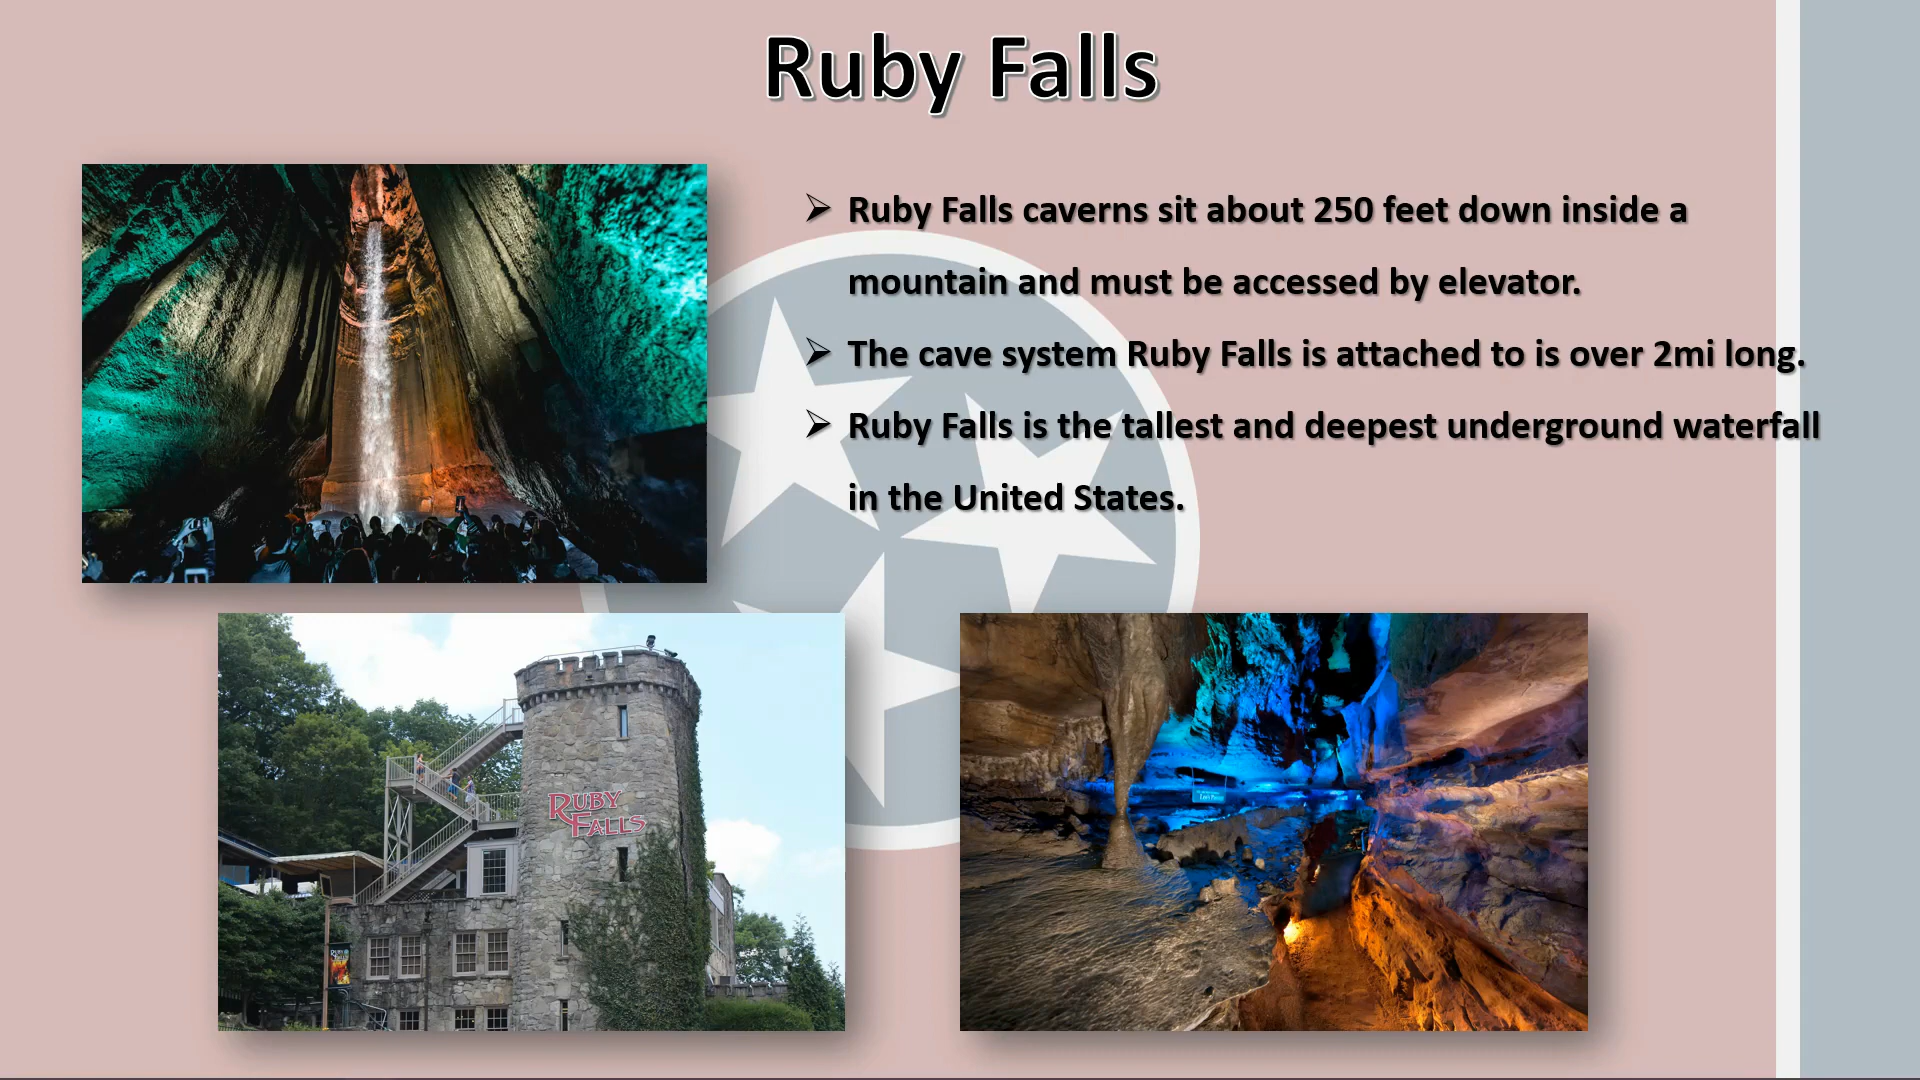 Ruby Falls
➢ Ruby Falls caverns sit about 250 feet down inside a
mountain and must be accessed by elevator.
➢ The cave system Ruby Falls is attached to is over 2mi long.
➢ Ruby Falls is the tallest and deepest underground waterfall
in the United States.
RUBY
FALLS